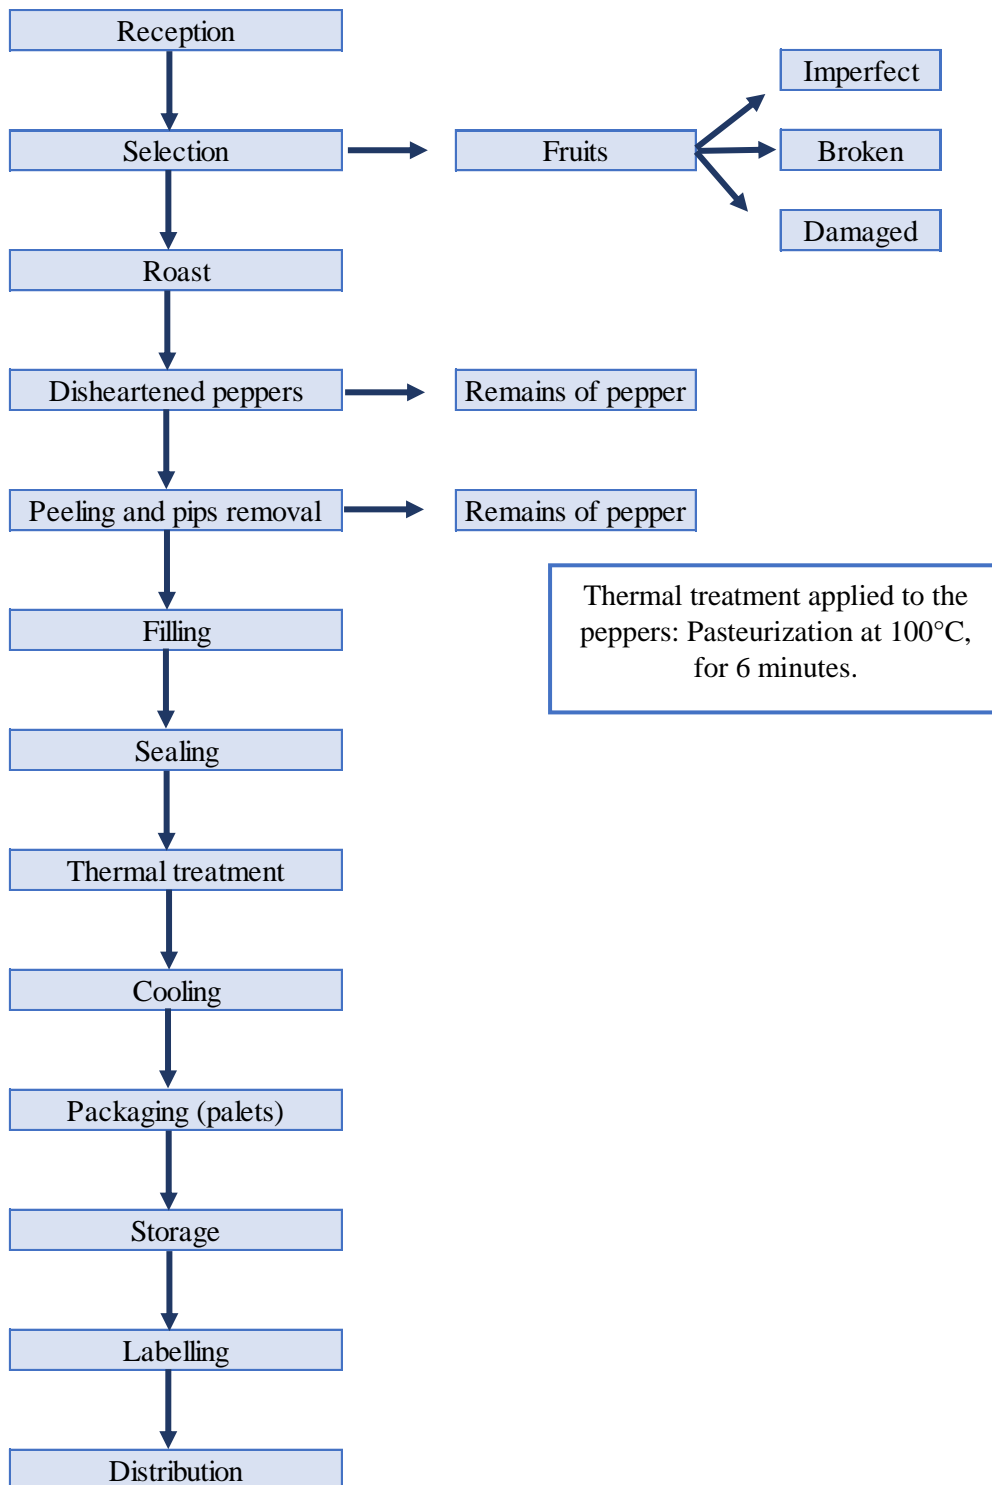 Reception
Imperfect
Selection
Fruits
Broken
Damaged
Roast
Disheartened peppers
Remains of pepper
Peeling and pips removal
Remains of pepper
Thermal treatment applied to the
peppers: Pasteurization at 100°C,
for 6 minutes.
Filling
Sealing
Thermal treatment
Cooling
Packaging (palets)
Storage
Labelling
Distribution